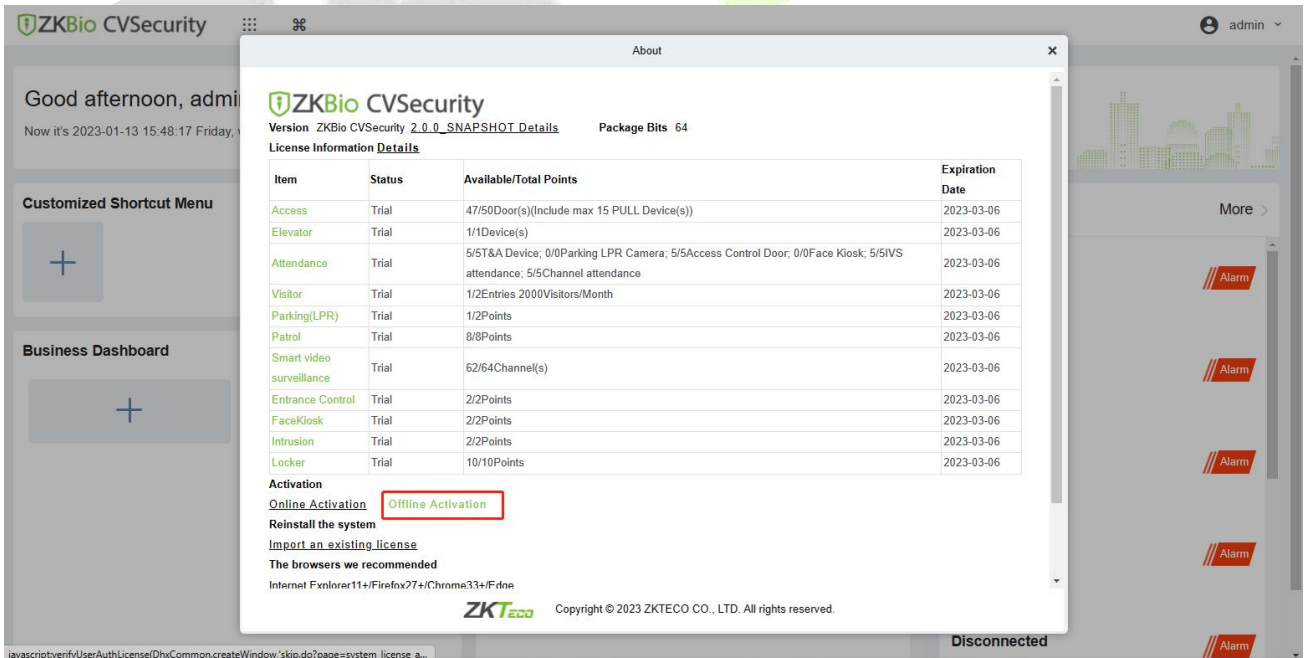 ZKBio CVSecurity
admin
About
Good afternoon, admi
Now it's 2023-01-13 15:48:17 Friday,
ZKBio CVSecurity
Version ZKBio CVSecurity 2.0.0_SNAPSHOT Details Package Bits 64
License Information Details
Item Status Available/Total Points Expiration Date
Access Trial 47/50Door(s)(Include max 15 PULL Device(s)) 2023-03-06
Elevator Trial 1/1Device(s) 2023-03-06
Attendance Trial 5/5T&A Device; 0/0Parking LPR Camera; 5/5Access Control Door; 0/0Face Kiosk; 5/5IVS
attendance; 5/5Channel attendance 2023-03-06
Visitor Trial 1/2Entries 2000Visitors/Month 2023-03-06
Parking(LPR) Trial 1/2Points 2023-03-06
Patrol Trial 8/8Points 2023-03-06
Smart video
surveillance Trial 62/64Channel(s) 2023-03-06
Entrance Control Trial 2/2Points 2023-03-06
FaceKiosk Trial 2/2Points 2023-03-06
Intrusion Trial 2/2Points 2023-03-06
Locker Trial 10/10Points 2023-03-06
Activation
Online Activation Offline Activation
Reinstall the system
Import an existing license
The browsers we recommended
Internet Explorer11+/Firefox27+/Chrome33+/Edge
ZKTeco Copyright © 2023 ZKTECO CO., LTD. All rights reserved.
Customized Shortcut Menu
Business Dashboard
More
Alarm
Alarm
Alarm
Alarm
Disconnected
Alarm
javascript:verifyUserAuthLicense(DhxCommon.createWindow,'skip.do?page=system_license_a...